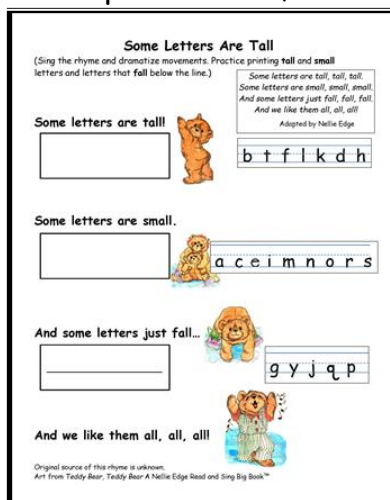 Some Letters Are Tall
(Sing the rhyme and dramatize movements. Practice printing tall and small
letters and letters that fall below the line.)
Some letters are tall, tall, tall.
Some letters are small, small, small.
And some letters just fall, fall, fall.
And we like them all, all, all!
Adapted by Nellie Edge
Some letters are tall!
b t f l k d h
Some letters are small.
a c e i m n o r s
And some letters just fall...
g y j q p
And we like them all, all, all!
Original source of this rhyme is unknown.
Art from Teddy Bear, Teddy Bear A Nellie Edge Read and Sing Big Book™